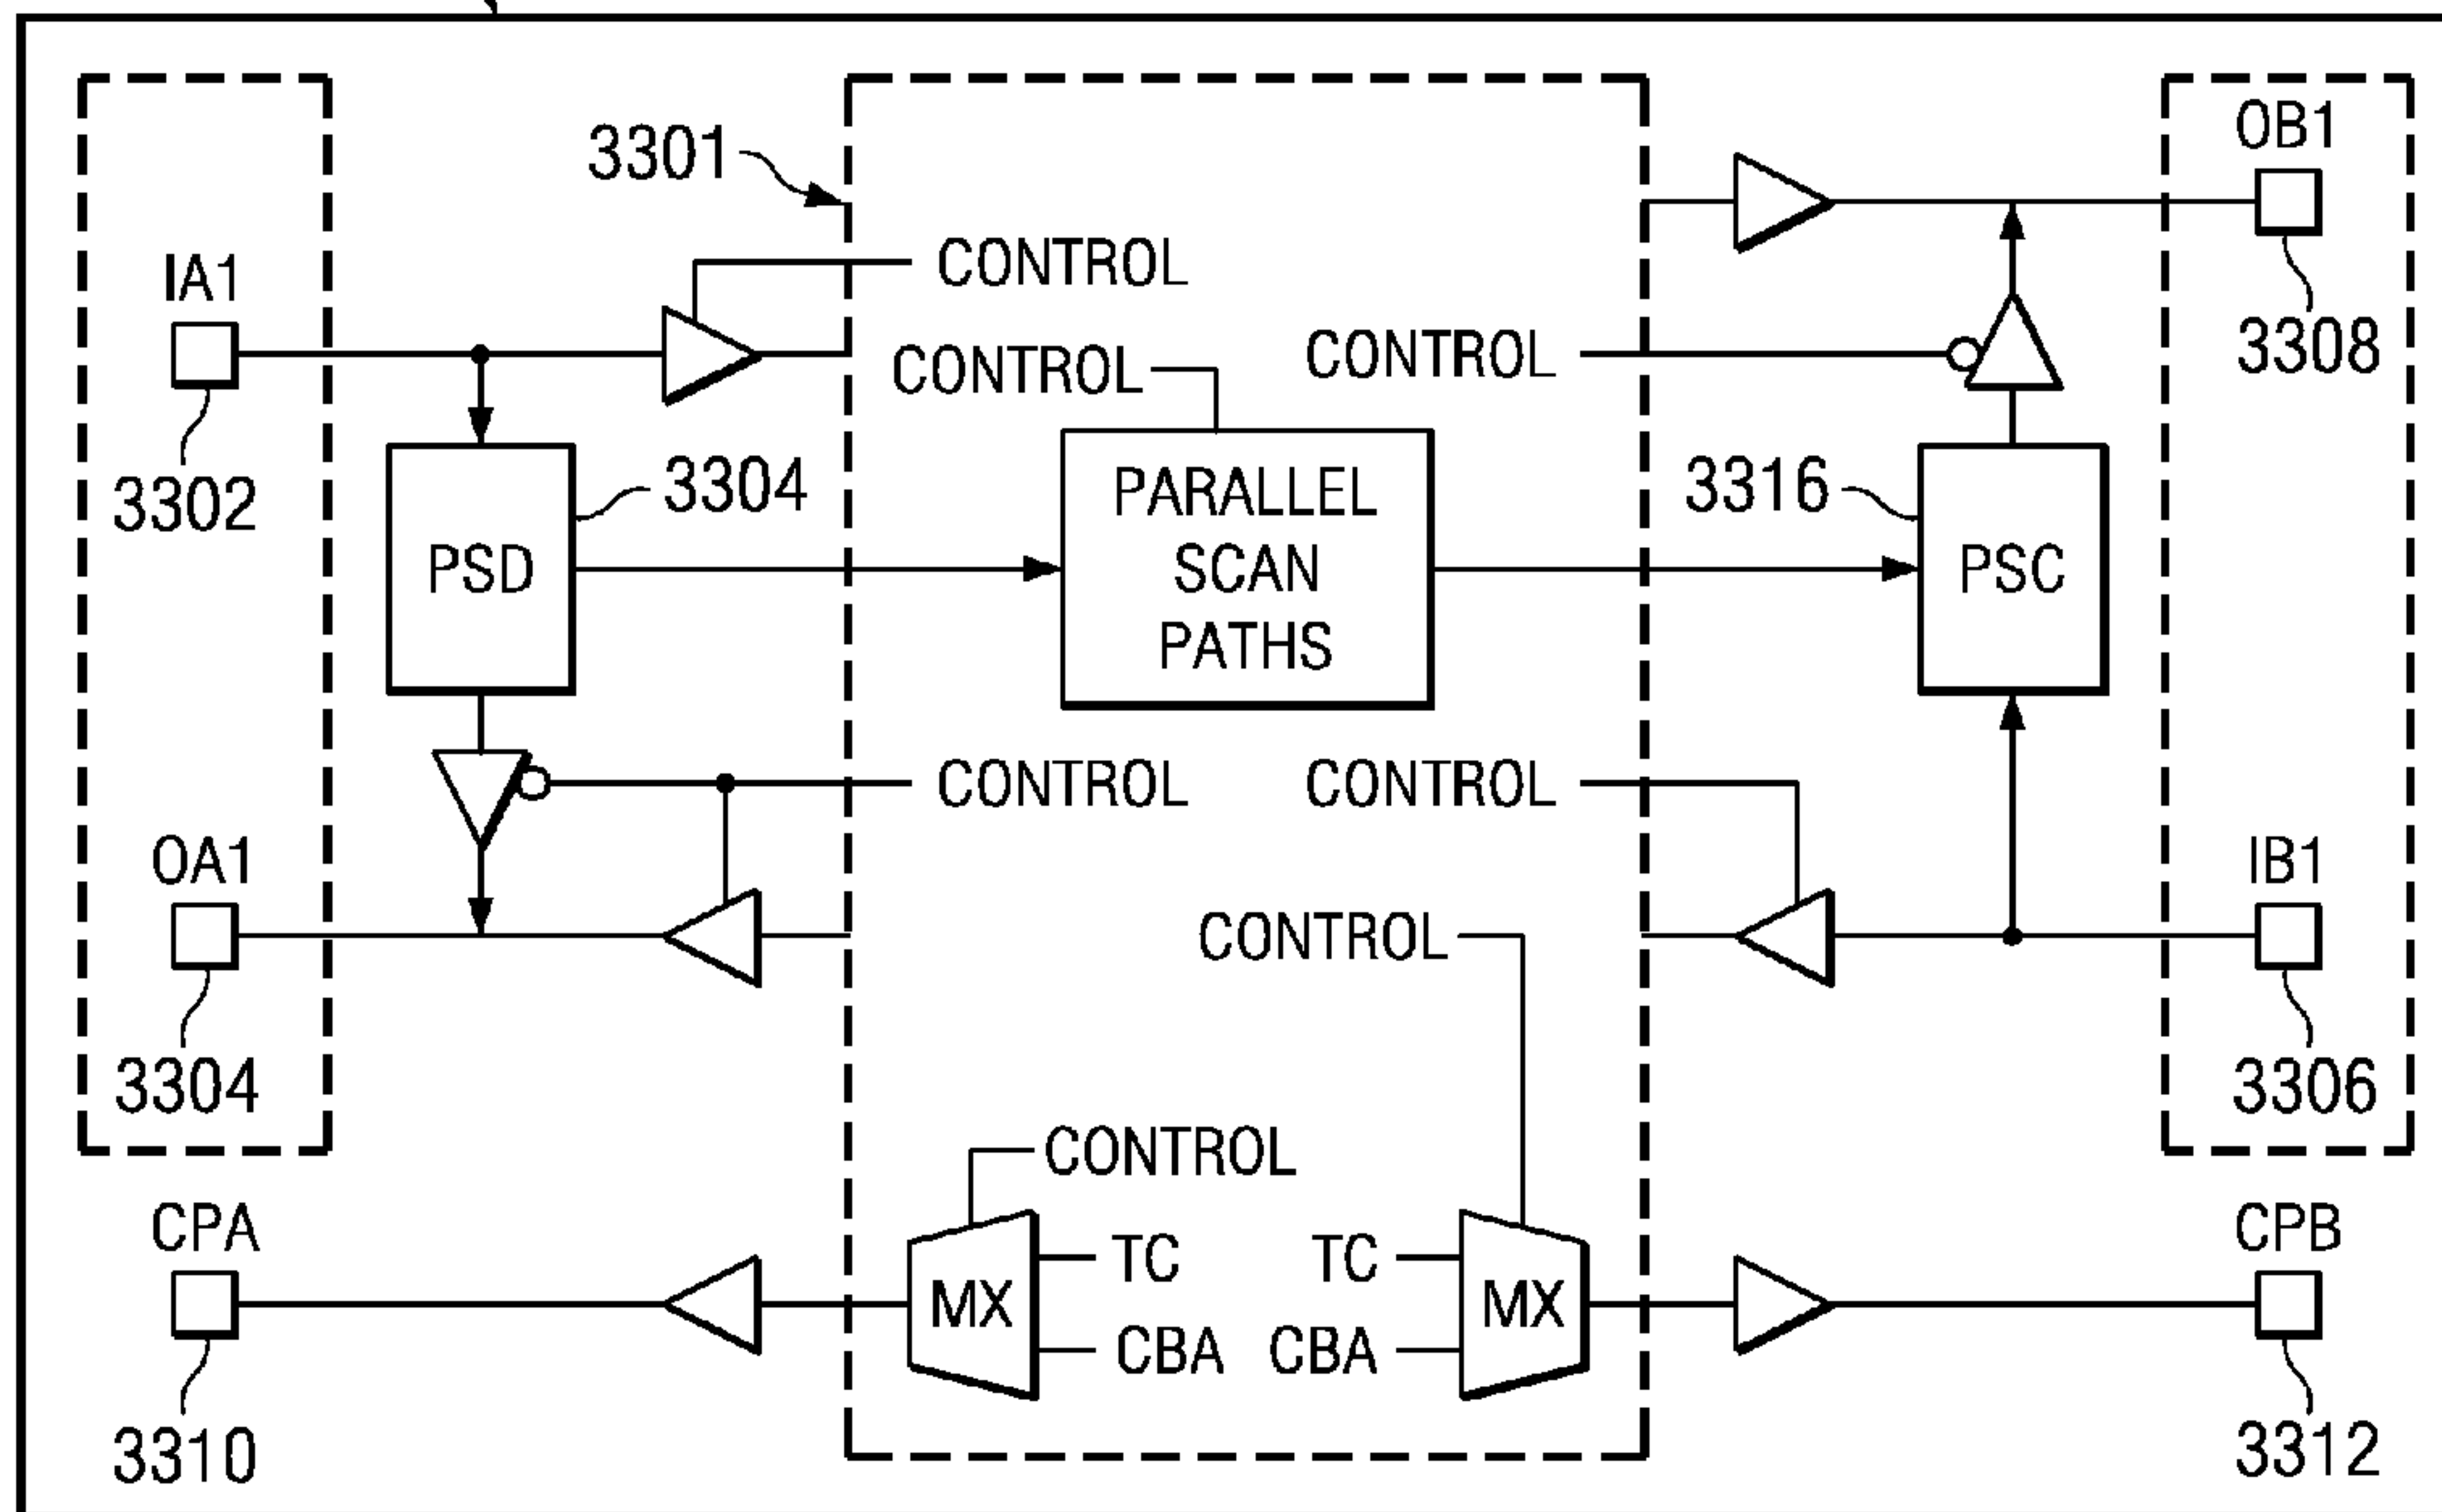 OB1
3301
CONTROL
IA1
3308
CONTROL
CONTROL
3302
3304
PARALLEL
SCAN
PATHS
3316
PSD
PSC
CONTROL
CONTROL
OA1
IB1
CONTROL
3304
3306
CONTROL
CPA
CPB
TC
TC
MX
MX
CBA
CBA
3310
3312